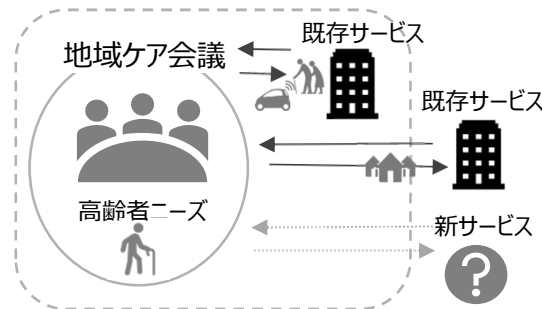 地域ケア会議
既存サービス
既存サービス
高齢者ニーズ
新サービス
?